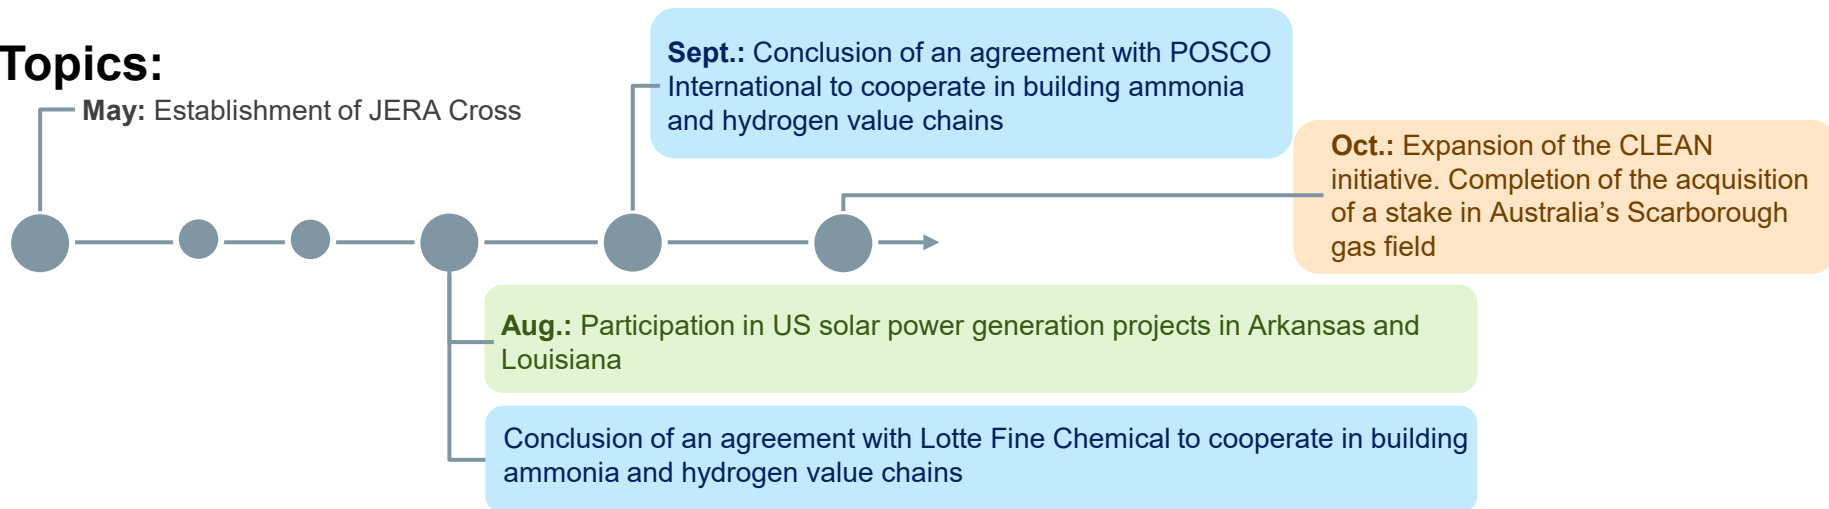 Topics:
May: Establishment of JERA Cross
Sept.: Conclusion of an agreement with POSCO
International to cooperate in building ammonia
and hydrogen value chains
Oct.: Expansion of the CLEAN
initiative. Completion of the acquisition
of a stake in Australia’s Scarborough
gas field
Aug.: Participation in US solar power generation projects in Arkansas and
Louisiana
Conclusion of an agreement with Lotte Fine Chemical to cooperate in building
ammonia and hydrogen value chains